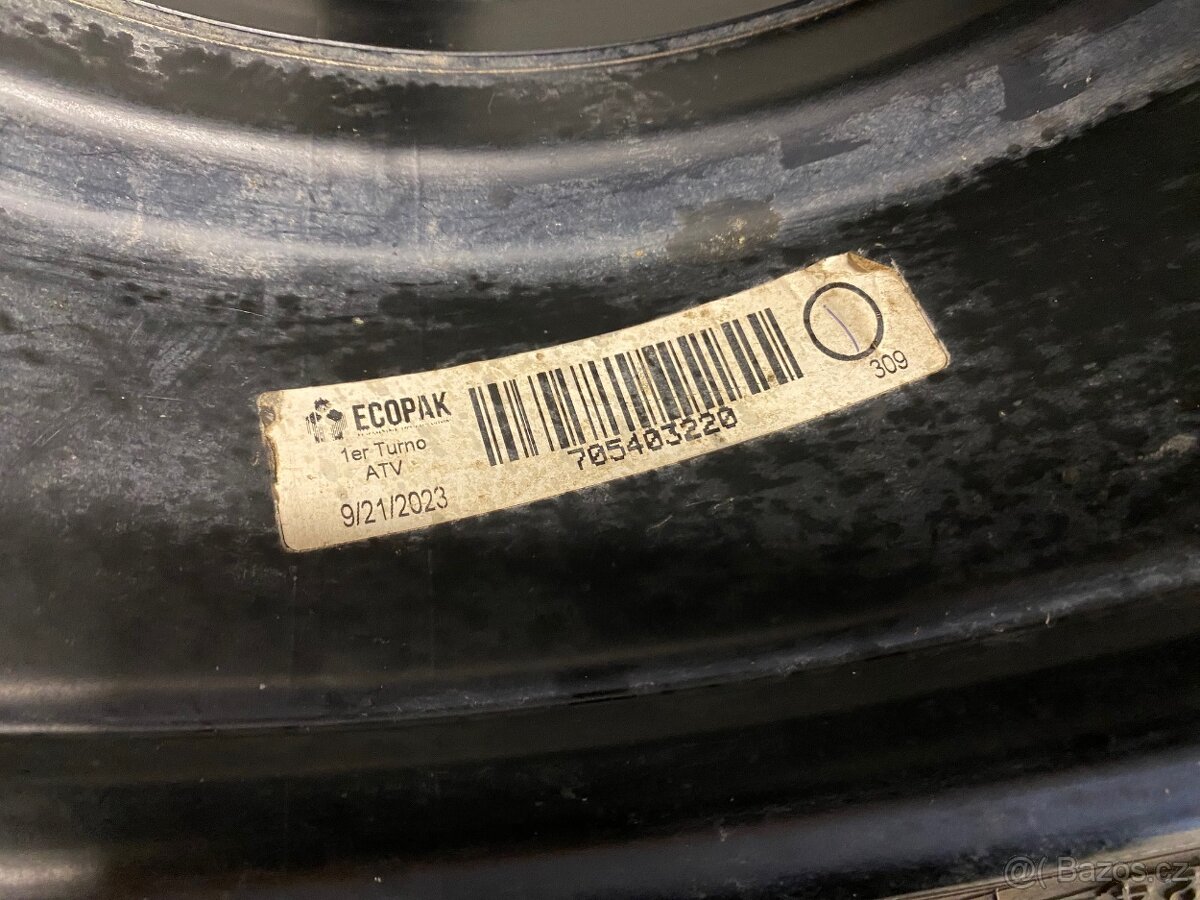 ECOPAK
1er Turno
ATV
9/21/2023
705403220
309
@( Bazos.cz